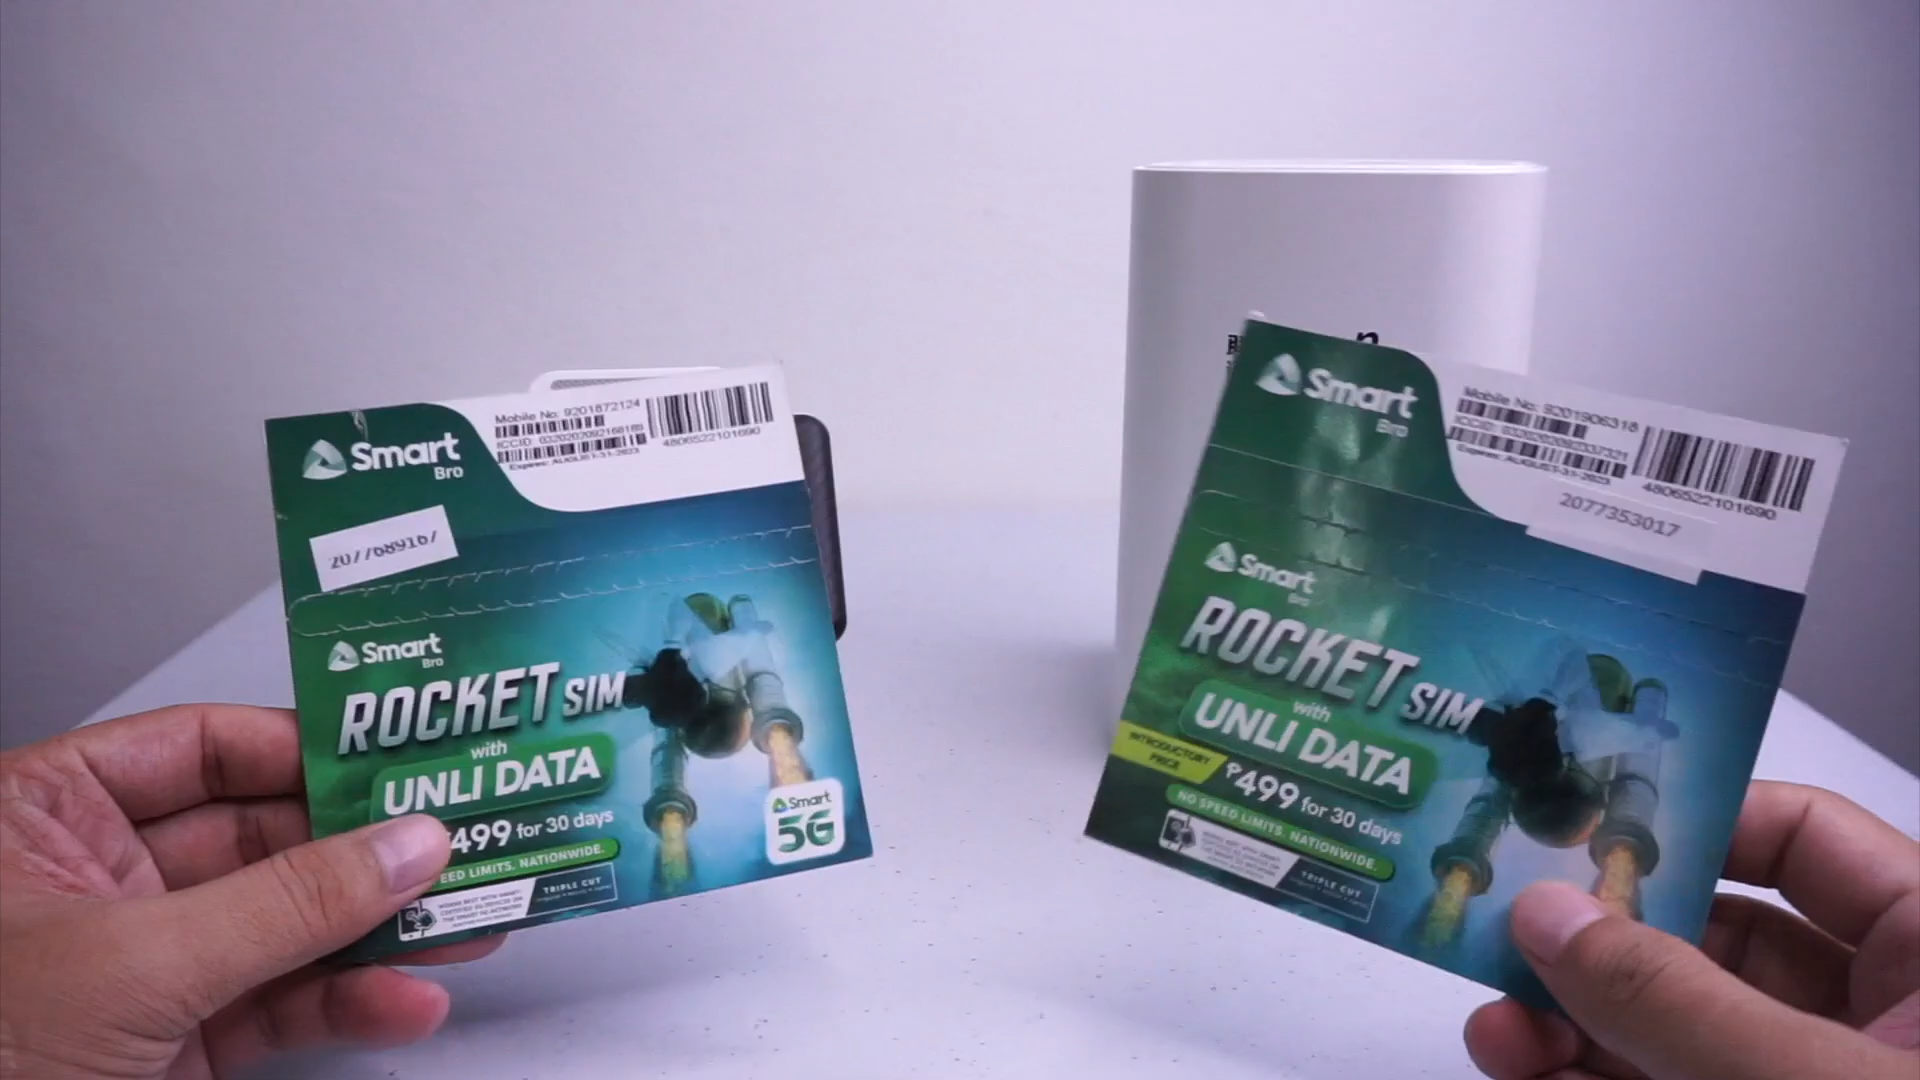 Smart
Bro
Mobile No: 9201872124
Expires: AUGUST-31-2023
4806522101690
Smart
Bro
ROCKET SIM
with
UNLI DATA
499 for 30 days
EED LIMITS. NATIONWIDE.
TRIPLE CUT
Smart
5G
Smart
Bro
Mobile No: 9201906318
Expires: AUGUST-31-2023
4806522101690
2077353017
Smart
Bro
ROCKET SIM
with
UNLI DATA
INTRODUCTORY
PRICE
₱499 for 30 days
NO SPEED LIMITS. NATIONWIDE.
TRIPLE CUT